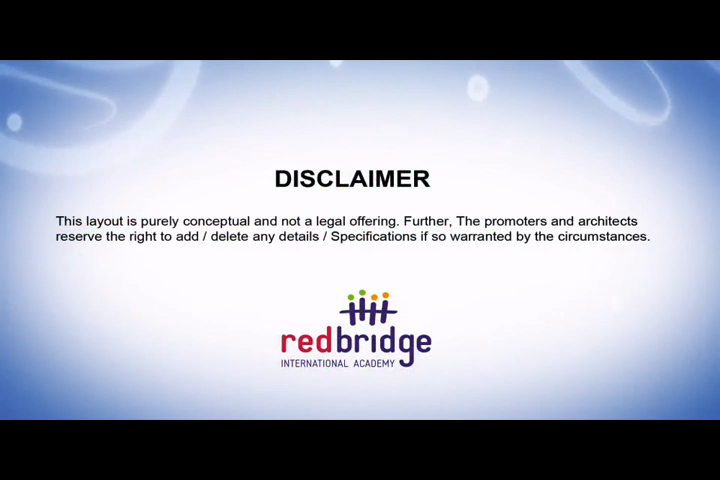 DISCLAIMER
This layout is purely conceptual and not a legal offering. Further, The promoters and architects
reserve the right to add / delete any details / Specifications if so warranted by the circumstances.
redbridge
INTERNATIONAL ACADEMY